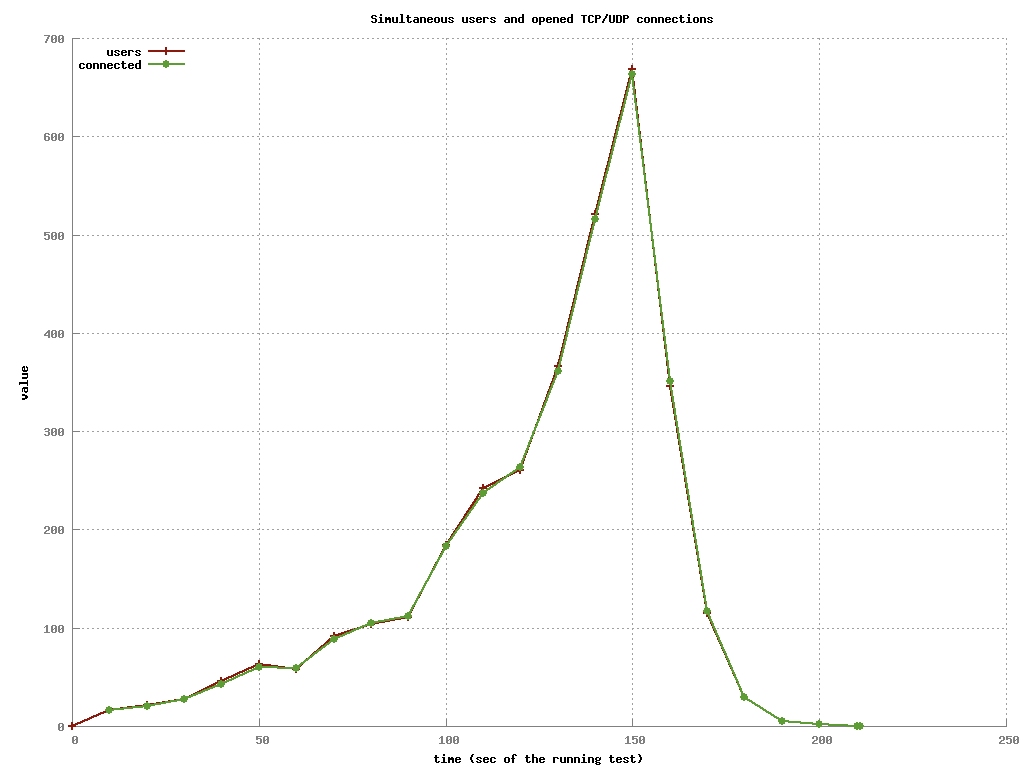 Simultaneous users and opened TCP/UDP connections
700
users
connected
600
500
400
value
300
200
100
0
0 50 100 150 200 250
time (sec of the running test)